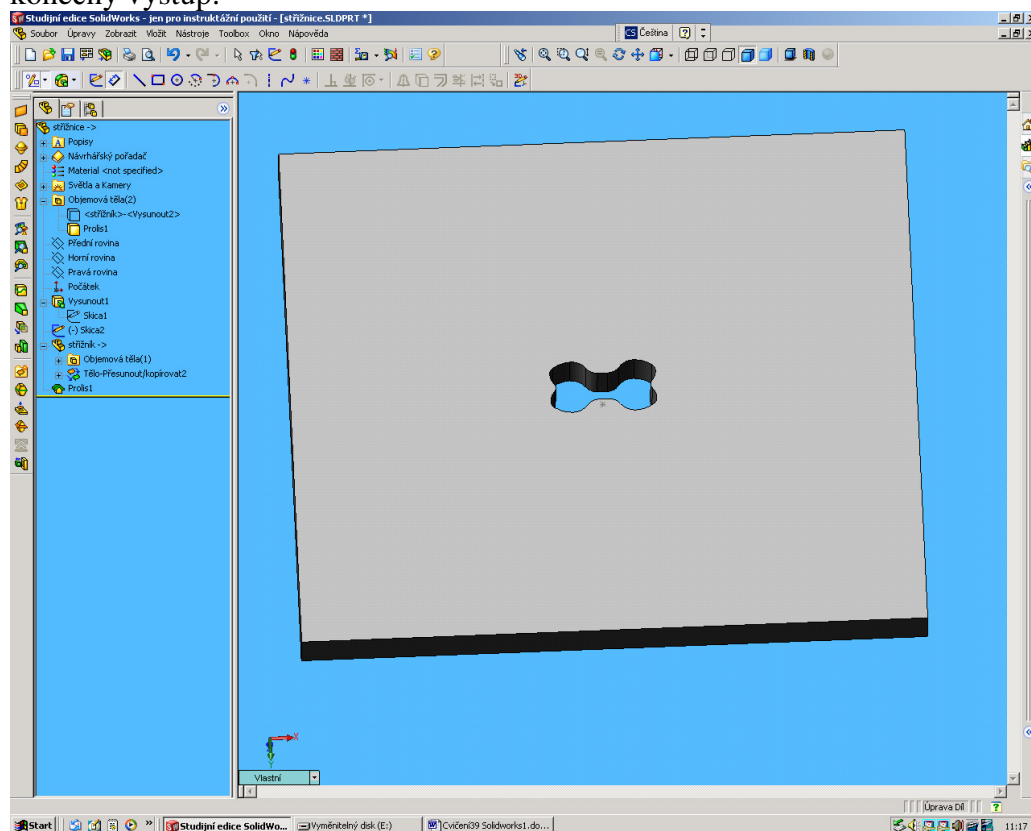 konečný výstup:
Studijní edice SolidWorks - jen pro instruktážní použití - [střižnice.SLDPRT *]
Soubor Úpravy Zobrazit Vložit Nástroje Toolbox Okno Nápověda
CS Čeština
střižnice ->
Popisy
Návrhářský pořadač
Material <not specified>
Světla a Kamery
Objemová těla(2)
<střižník>-<Vysunout2>
Prolis1
Přední rovina
Horní rovina
Pravá rovina
Počátek
Vysunout1
Skica1
(-) Skica2
střižník ->
Objemová těla(1)
Tělo-Přesunout/kopírovat2
Prolis1
X
Y
Vlastní
Úprava Díl
Start
Studijní edice SolidWo...
Vyměnitelný disk (E:)
Cvičení39 Solidworks1.do...
11:17